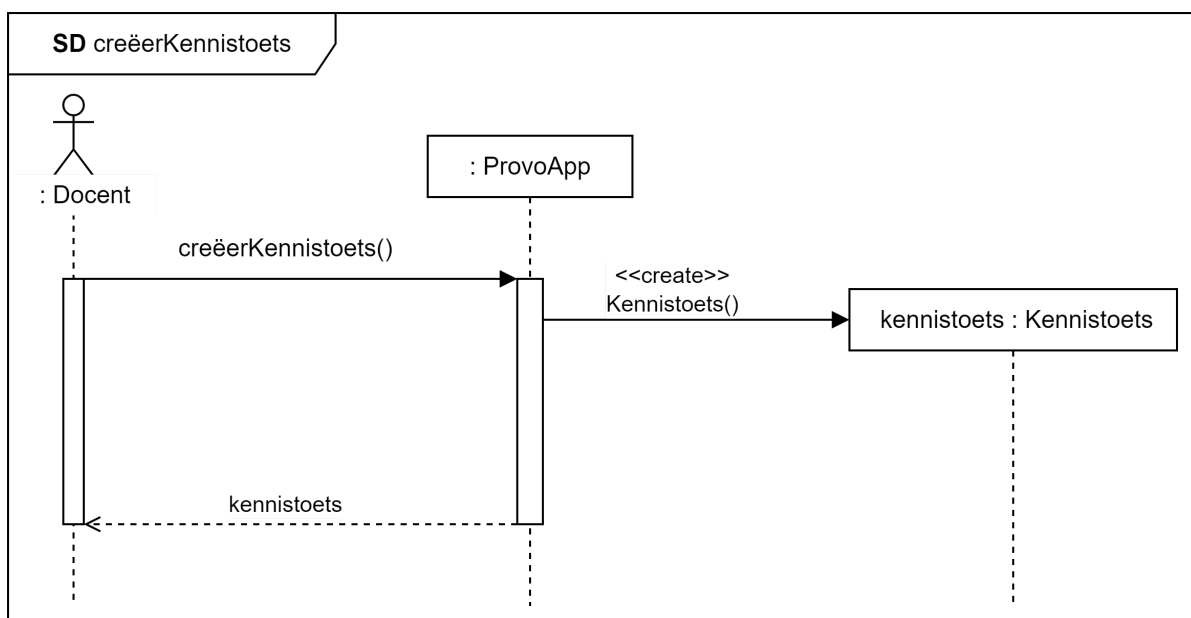 SD creëerKennistoets
: Docent
: ProvoApp
creëerKennistoets()
<<create>>
Kennistoets()
kennistoets : Kennistoets
kennistoets